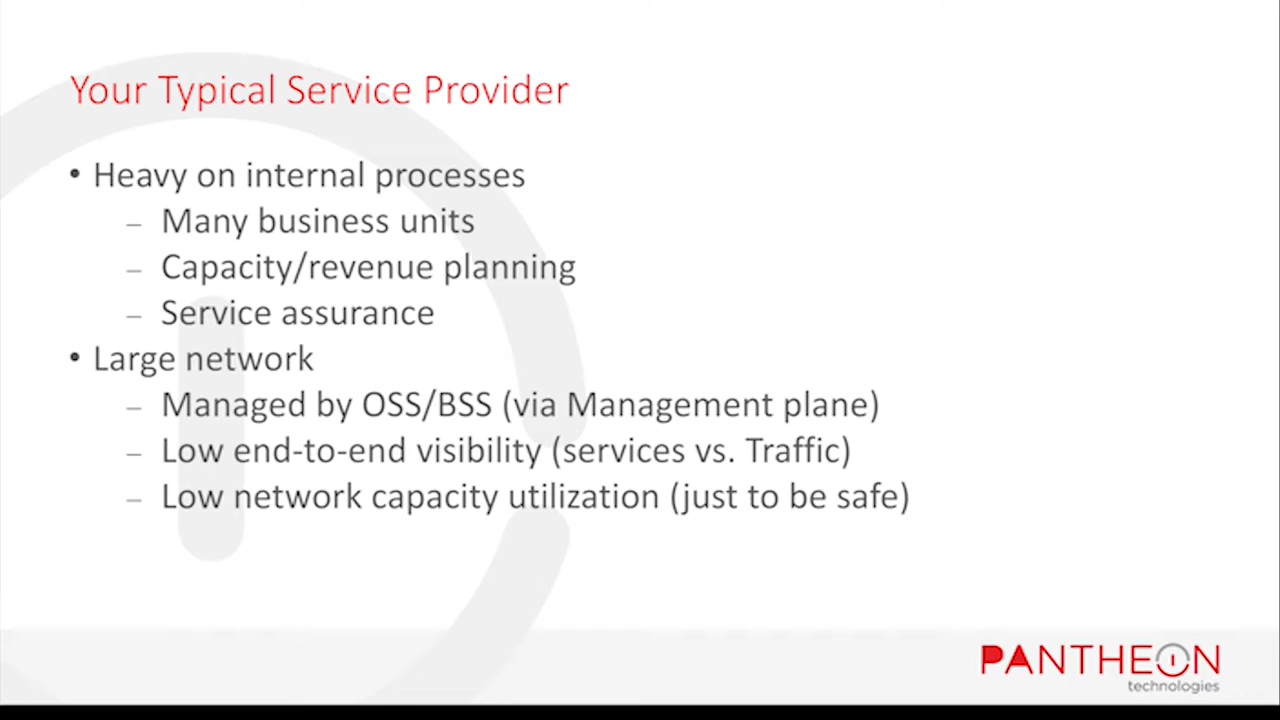 Your Typical Service Provider
• Heavy on internal processes
– Many business units
– Capacity/revenue planning
– Service assurance
• Large network
– Managed by OSS/BSS (via Management plane)
– Low end-to-end visibility (services vs. Traffic)
– Low network capacity utilization (just to be safe)
PANTHEON
technologies